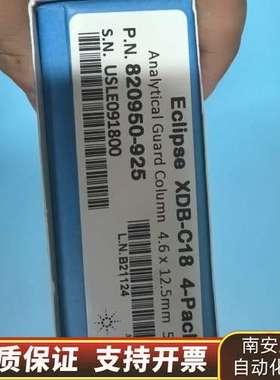 Eclipse XDB-C18 4-Pac
Analytical Guard Column 4.6 x 12.5mm 5
P.N. 820950-925
S.N. USLE091800
L.N. B21124
质保证 支持开票
南安
自动化